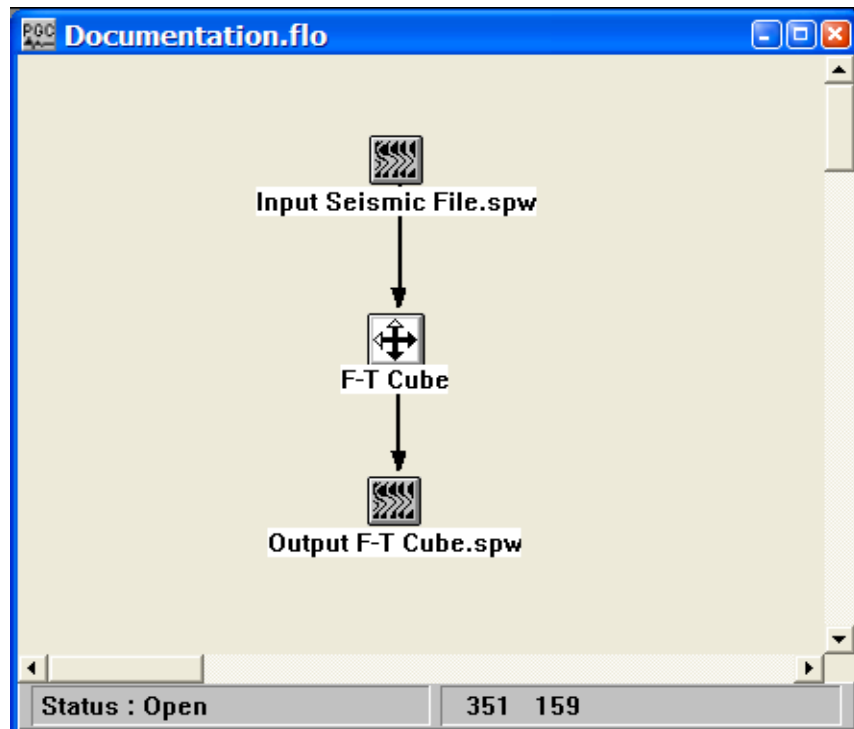 PGC Documentation.flo
Input Seismic File.spw
F-T Cube
Output F-T Cube.spw
Status : Open 351 159